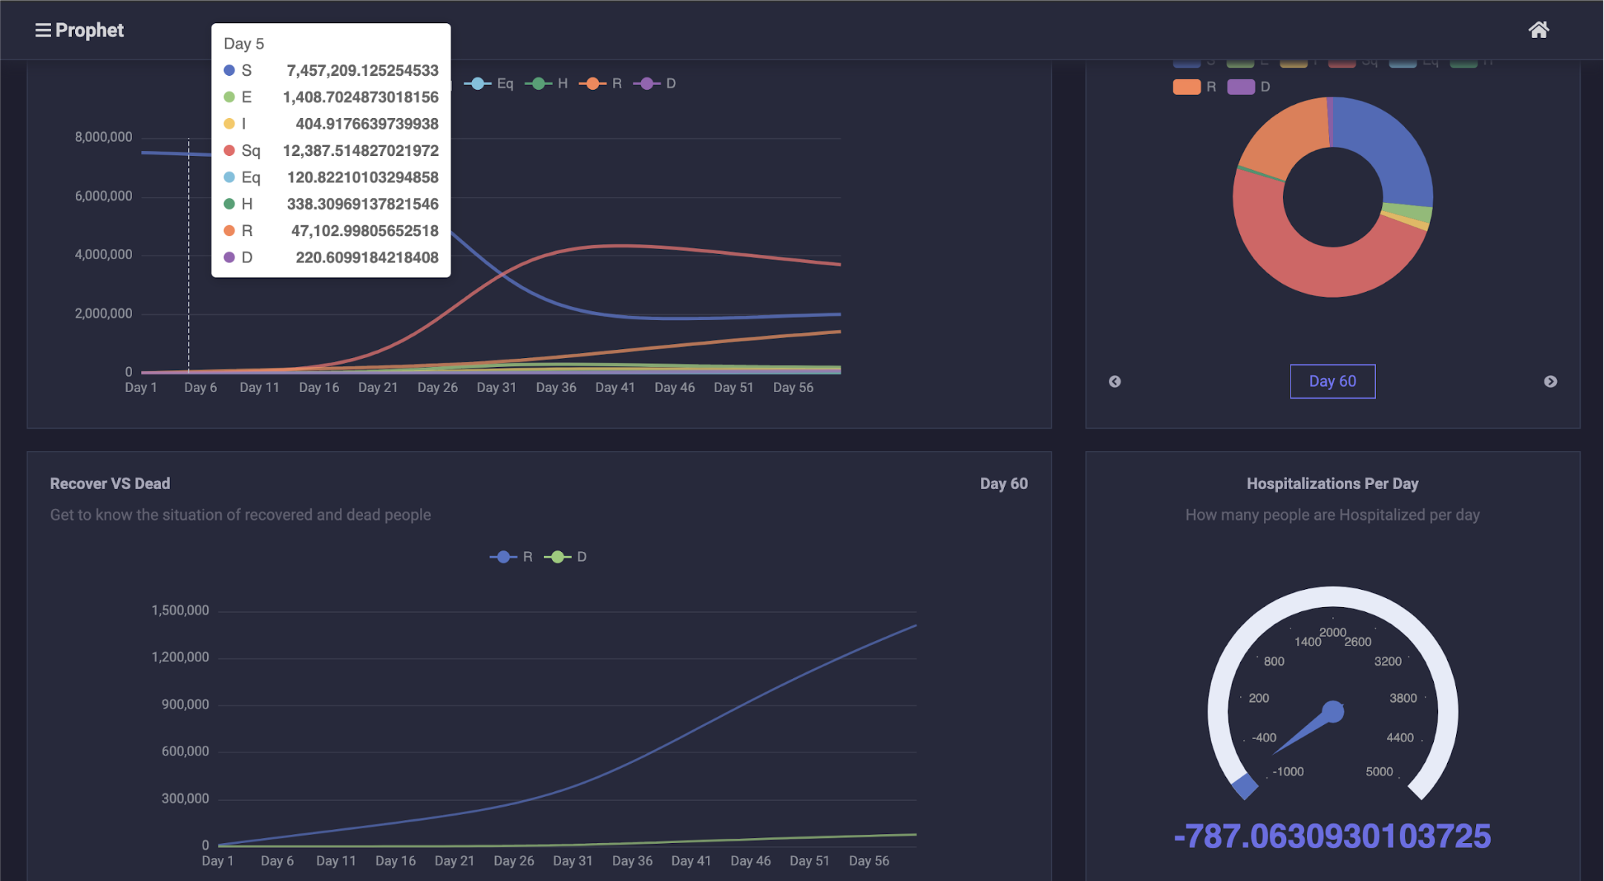 Prophet
Day 5
S 7,457,209.125254533
E 1,408.7024873018156
I 404.9176639739938
Sq 12,387.514827021972
Eq 120.82210103294858
H 338.30969137821546
R 47,102.99805652518
D 220.6099184218408
Eq H R D
8,000,000
6,000,000
4,000,000
2,000,000
0
Day 1 Day 6 Day 11 Day 16 Day 21 Day 26 Day 31 Day 36 Day 41 Day 46 Day 51 Day 56
R D
Day 60
Recover VS Dead
Day 60
Get to know the situation of recovered and dead people
R D
1,500,000
1,200,000
900,000
600,000
300,000
0
Day 1 Day 6 Day 11 Day 16 Day 21 Day 26 Day 31 Day 36 Day 41 Day 46 Day 51 Day 56
Hospitalizations Per Day
How many people are Hospitalized per day
-1000
-400
200
800
1400
2000
2600
3200
3800
4400
5000
-787.0630930103725